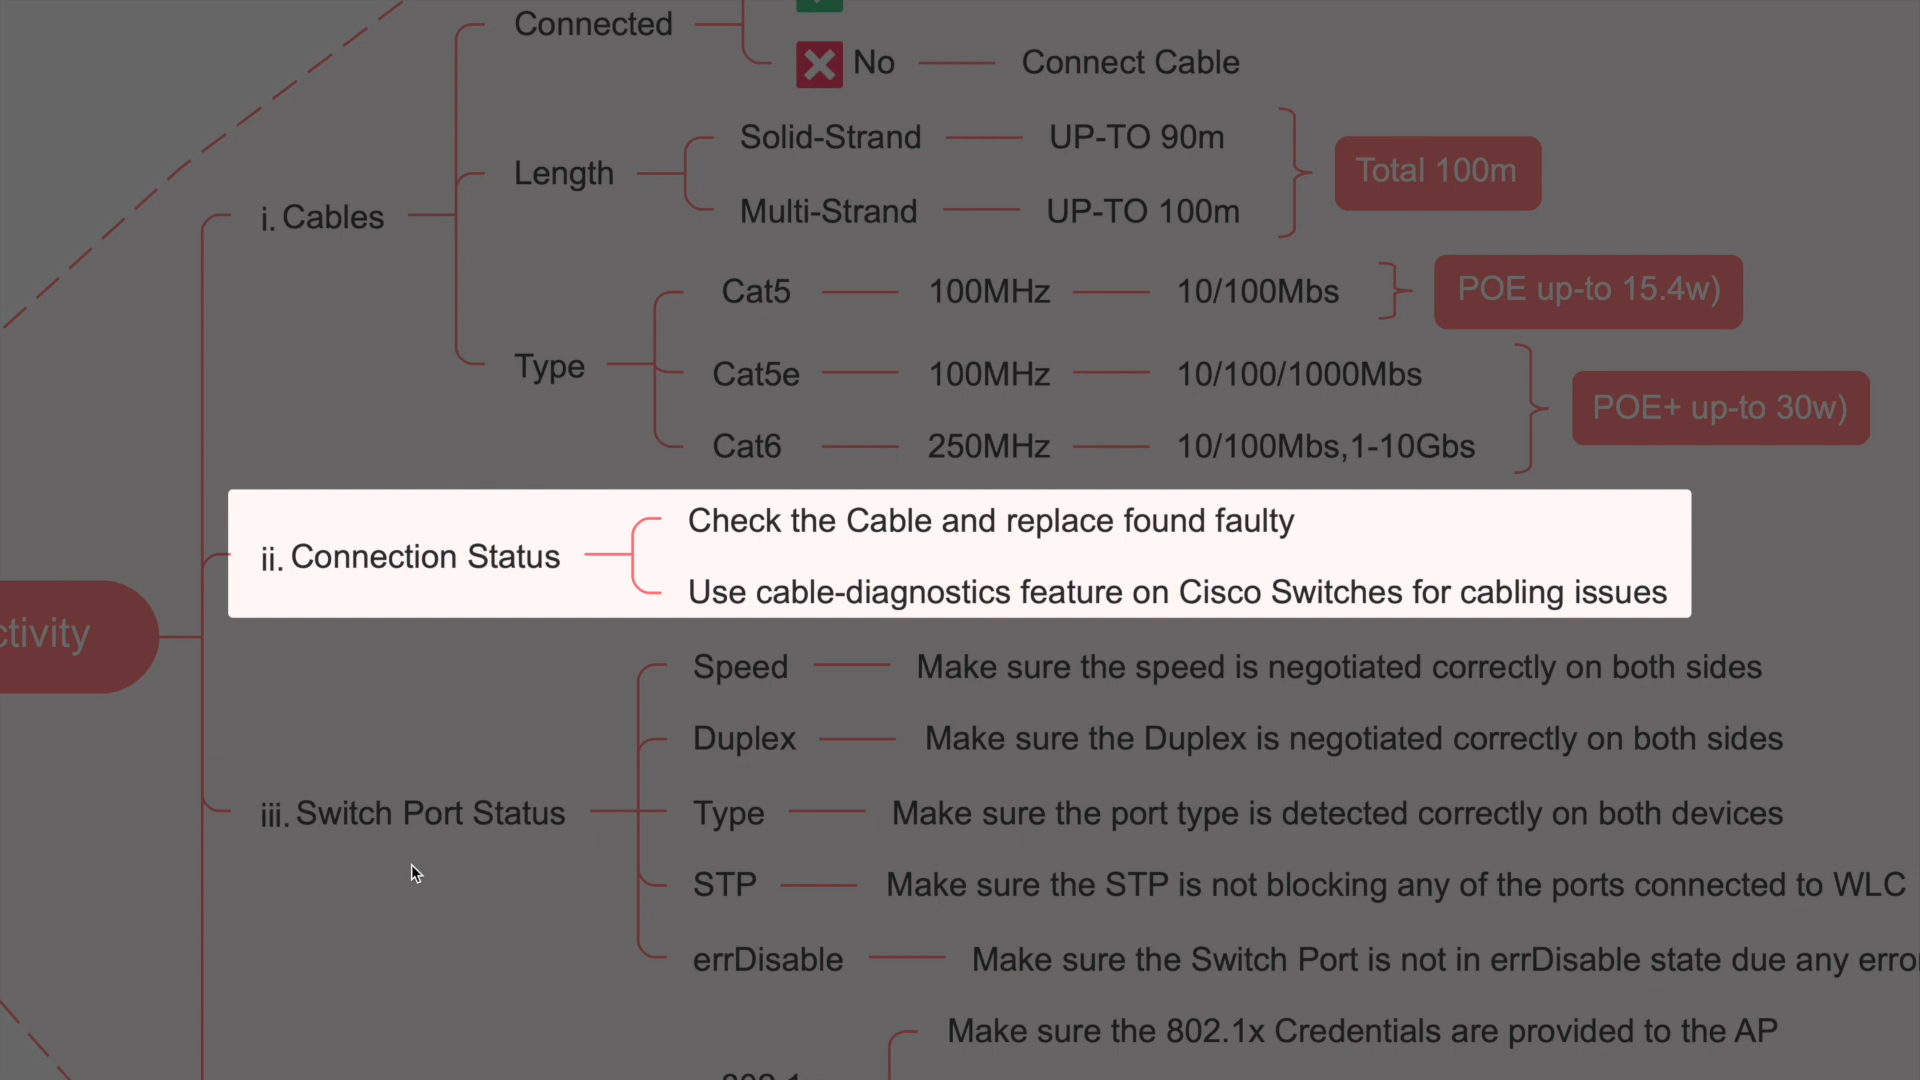 Connected
No
Connect Cable
Solid-Strand
UP-TO 90m
Length
Total 100m
Multi-Strand
UP-TO 100m
i. Cables
Cat5
100MHz
10/100Mbs
POE up-to 15.4w)
Type
Cat5e
100MHz
10/100/1000Mbs
POE+ up-to 30w)
Cat6
250MHz
10/100Mbs,1-10Gbs
ii. Connection Status
Check the Cable and replace found faulty
Use cable-diagnostics feature on Cisco Switches for cabling issues
ctivity
Speed
Make sure the speed is negotiated correctly on both sides
Duplex
Make sure the Duplex is negotiated correctly on both sides
iii. Switch Port Status
Type
Make sure the port type is detected correctly on both devices
STP
Make sure the STP is not blocking any of the ports connected to WLC
errDisable
Make sure the Switch Port is not in errDisable state due any erro
Make sure the 802.1x Credentials are provided to the AP